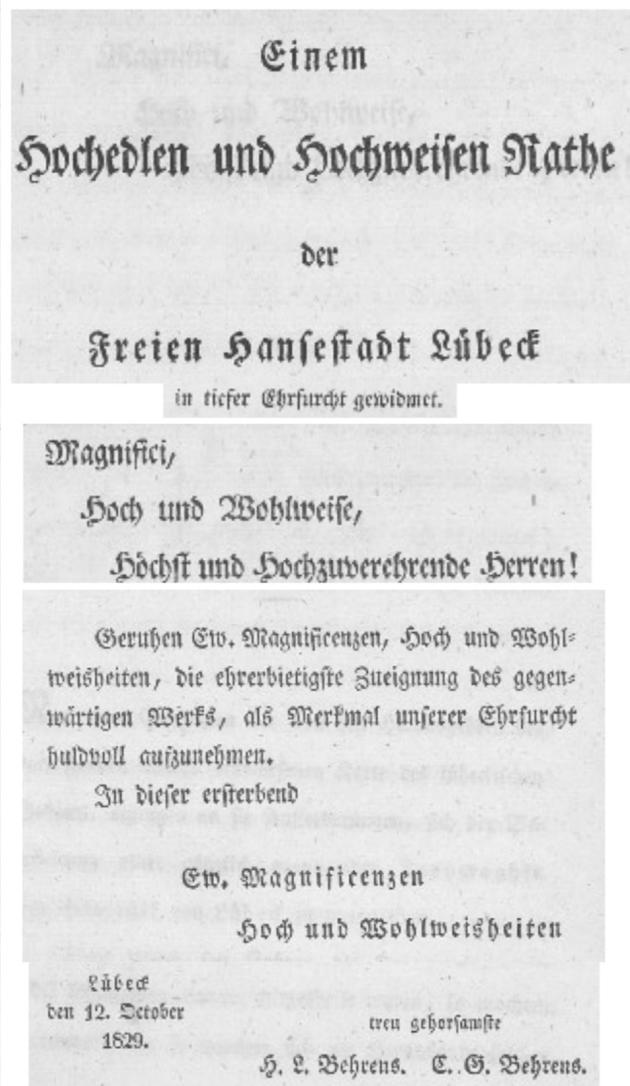 Einem
Hochedlen und Hochweisen Rathe
der
Freien Hansestadt Lübeck
in tiefer Ehrfurcht gewidmet.
Magnifici,
Hoch und Wohlweise,
Höchst und Hochzuverehrende Herren!
Geruhen Ew. Magnificenzen, Hoch und Wohl-
weisheiten, die ehrerbietigste Zueignung des gegen-
wärtigen Werks, als Merkmal unserer Ehrfurcht
huldvoll aufzunehmen.
In dieser ersterbend
Ew. Magnificenzen
Hoch und Wohlweisheiten
Lübeck
den 12. October
1829.
treu gehorsamste
H. L. Behrens. C. G. Behrens.